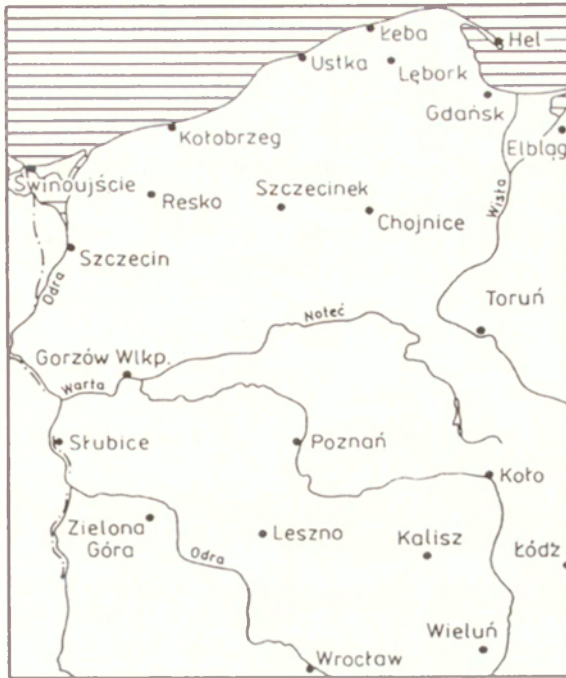 Łeba
Hel
Ustka
Lębork
Gdańsk
Kołobrzeg
Elbląg
Świnoujście
Resko
Szczecinek
Chojnice
Wisła
Szczecin
Odra
Toruń
Noteć
Gorzów Wlkp.
Warta
Słubice
Poznań
Koło
Zielona
Góra
Leszno
Odra
Kalisz
Łódź
Wieluń
Wrocław